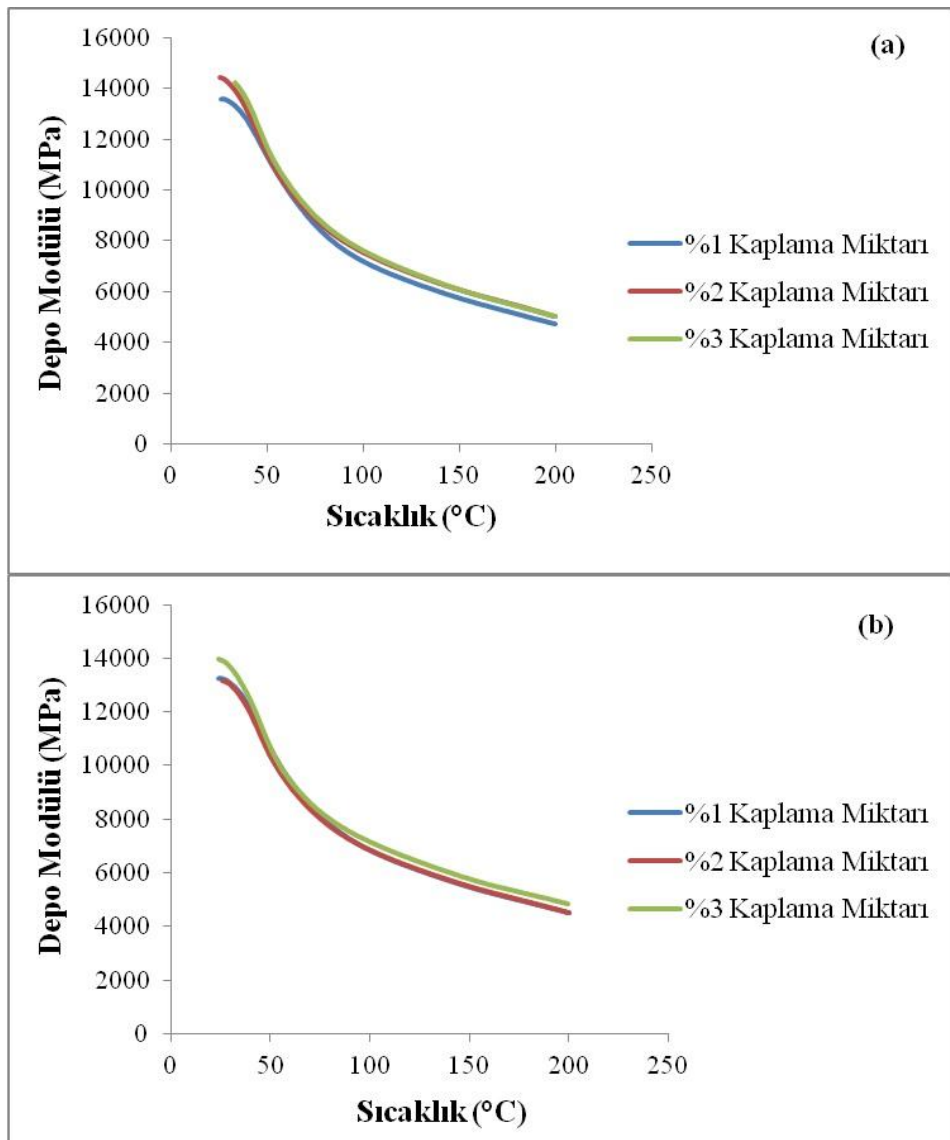 (a)
16000
14000
12000
10000
8000
6000
4000
2000
0
Depo Modülü (MPa)
0 50 100 150 200 250
Sıcaklık (°C)
%1 Kaplama Miktarı
%2 Kaplama Miktarı
%3 Kaplama Miktarı
(b)
16000
14000
12000
10000
8000
6000
4000
2000
0
Depo Modülü (MPa)
0 50 100 150 200 250
Sıcaklık (°C)
%1 Kaplama Miktarı
%2 Kaplama Miktarı
%3 Kaplama Miktarı